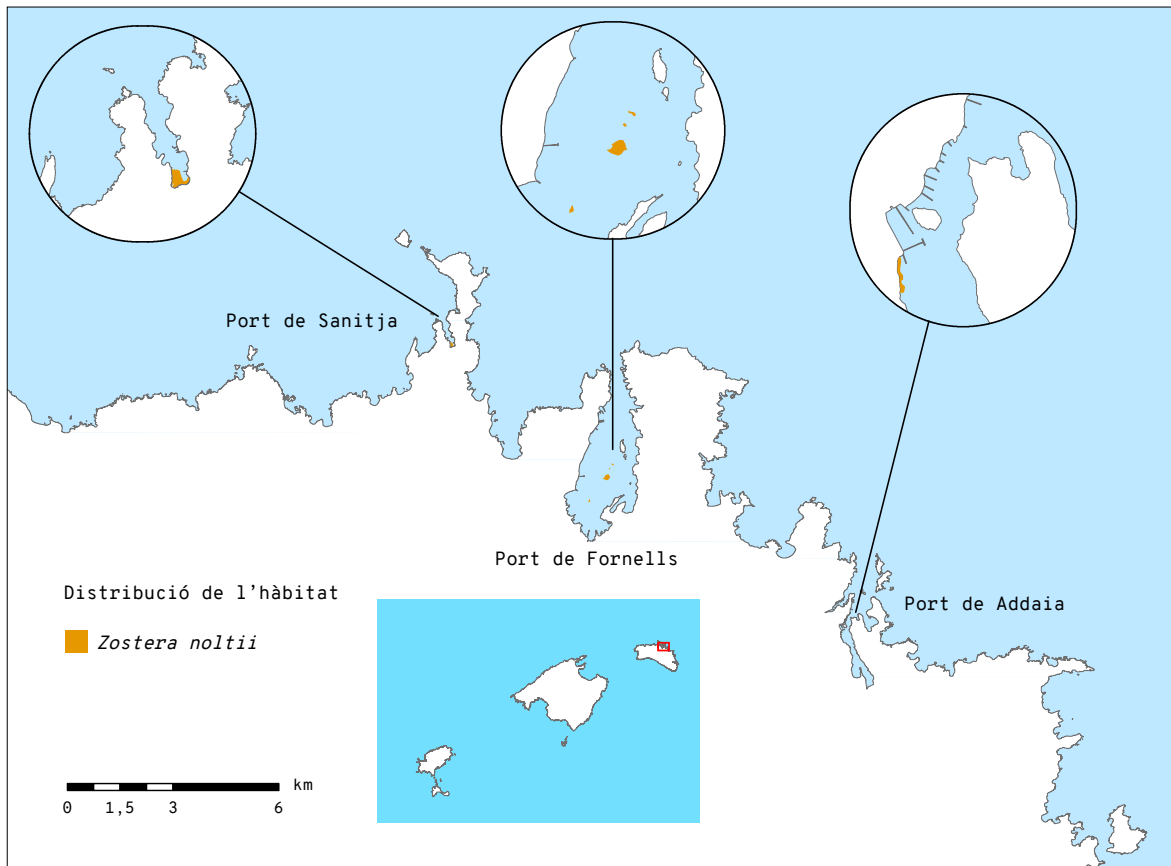 Port de Sanitja
Port de Fornells
Port de Addaia
Distribució de l'hàbitat
Zostera noltii
km
0 1,5 3 6